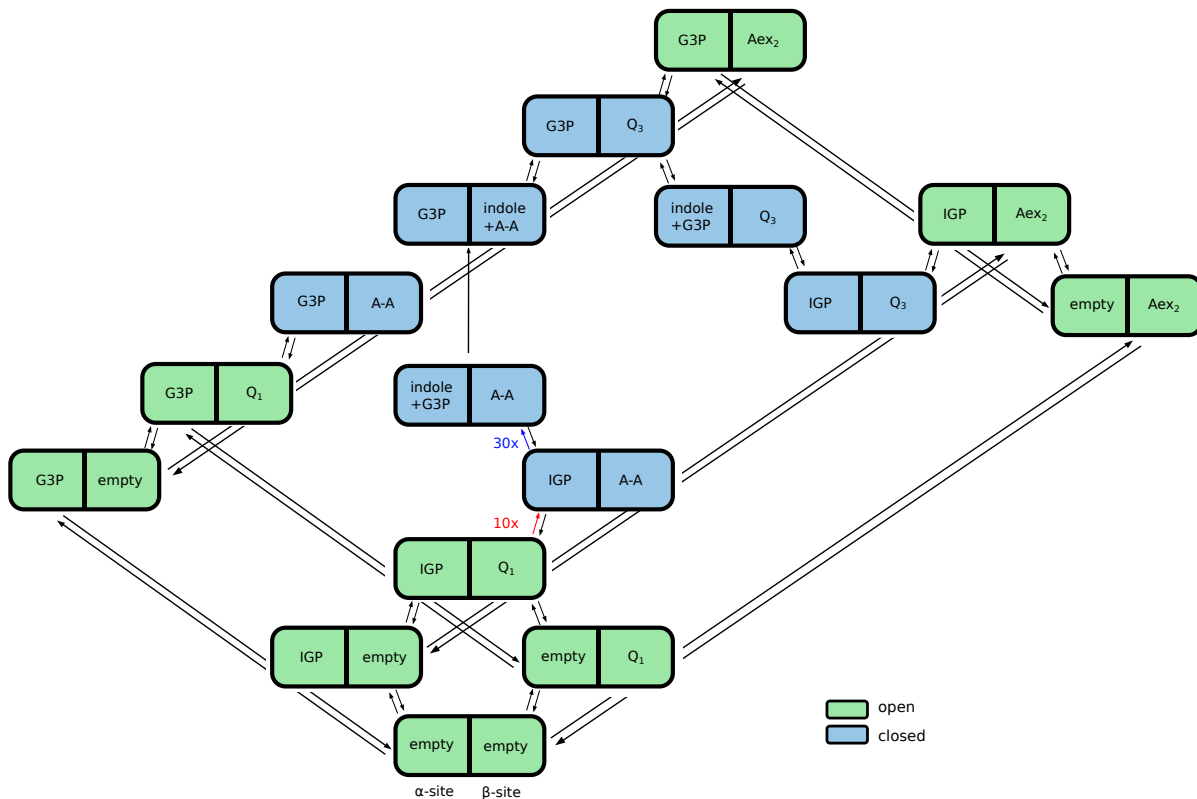 G3P Aex₂
G3P Q₃
G3P indole
+A-A
indole
+G3P Q₃
IGP Aex₂
G3P A-A
IGP Q₃
empty Aex₂
G3P Q₁
indole
+G3P A-A
30x
G3P empty
IGP A-A
10x
IGP Q₁
IGP empty
empty Q₁
open
empty empty
closed
α-site β-site